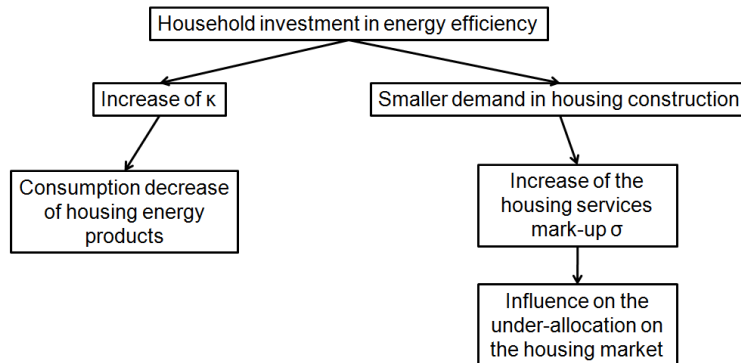 Household investment in energy efficiency
Increase of κ
Smaller demand in housing construction
Consumption decrease
of housing energy
products
Increase of the
housing services
mark-up σ
Influence on the
under-allocation on
the housing market